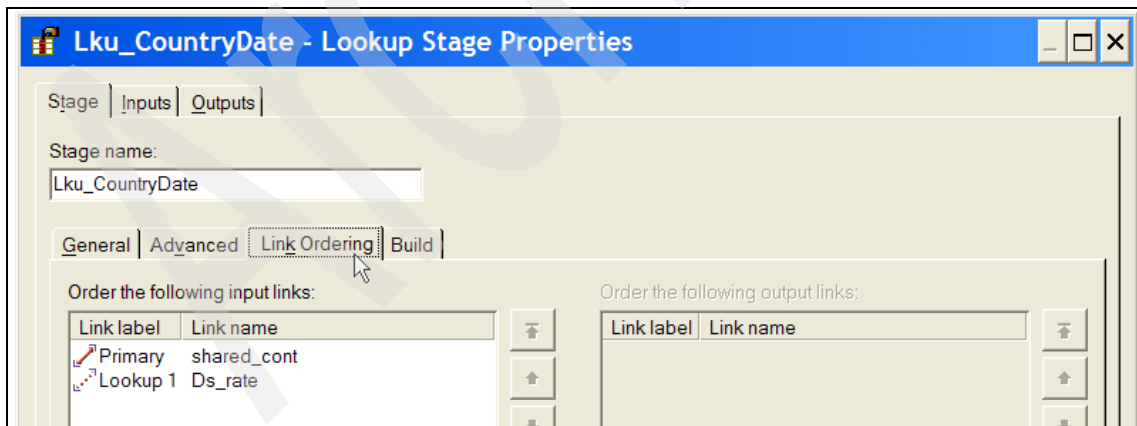 Lku_CountryDate - Lookup Stage Properties
Stage Inputs Outputs
Stage name:
Lku_CountryDate
General Advanced Link Ordering Build
Order the following input links: Order the following output links:
Link label Link name Link label Link name
Primary shared_cont
Lookup 1 Ds_rate